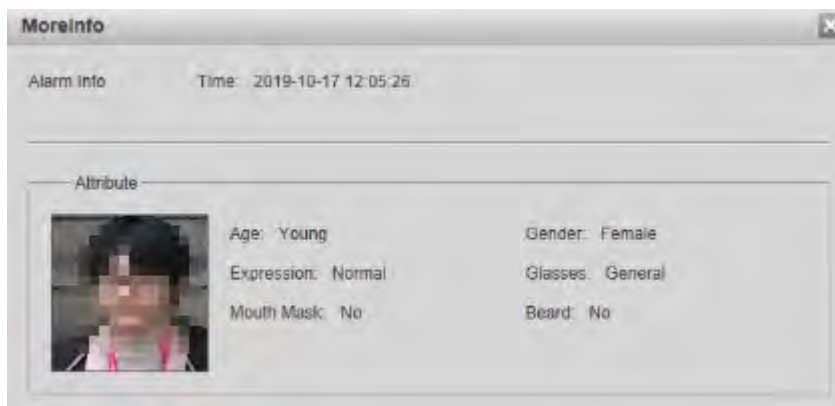 MoreInfo
Alarm Info Time: 2019-10-17 12:05:26
Attribute
Age: Young Gender: Female
Expression: Normal Glasses: General
Mouth Mask: No Beard: No